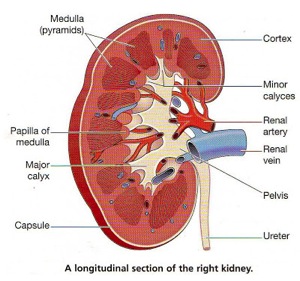 Medulla
(pyramids)
Cortex
Minor
calyces
Renal
artery
Papilla of
medulla
Renal
vein
Major
calyx
Pelvis
Capsule
Ureter
A longitudinal section of the right kidney.